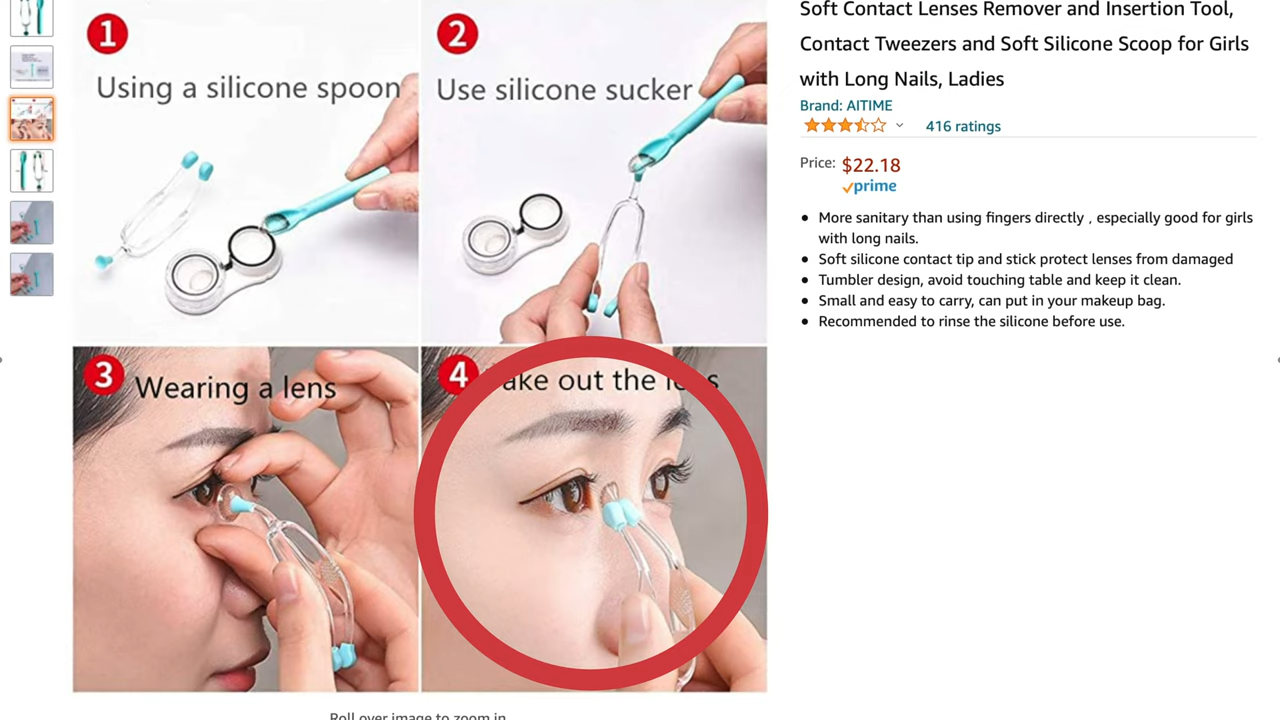 1
Using a silicone spoon
2
Use silicone sucker
3
Wearing a lens
4
ake out the l s
Roll over image to zoom in
Soft Contact Lenses Remover and Insertion Tool,
Contact Tweezers and Soft Silicone Scoop for Girls
with Long Nails, Ladies
Brand: AITIME
416 ratings
Price: $22.18
prime
More sanitary than using fingers directly , especially good for girls
with long nails.
Soft silicone contact tip and stick protect lenses from damaged
Tumbler design, avoid touching table and keep it clean.
Small and easy to carry, can put in your makeup bag.
Recommended to rinse the silicone before use.